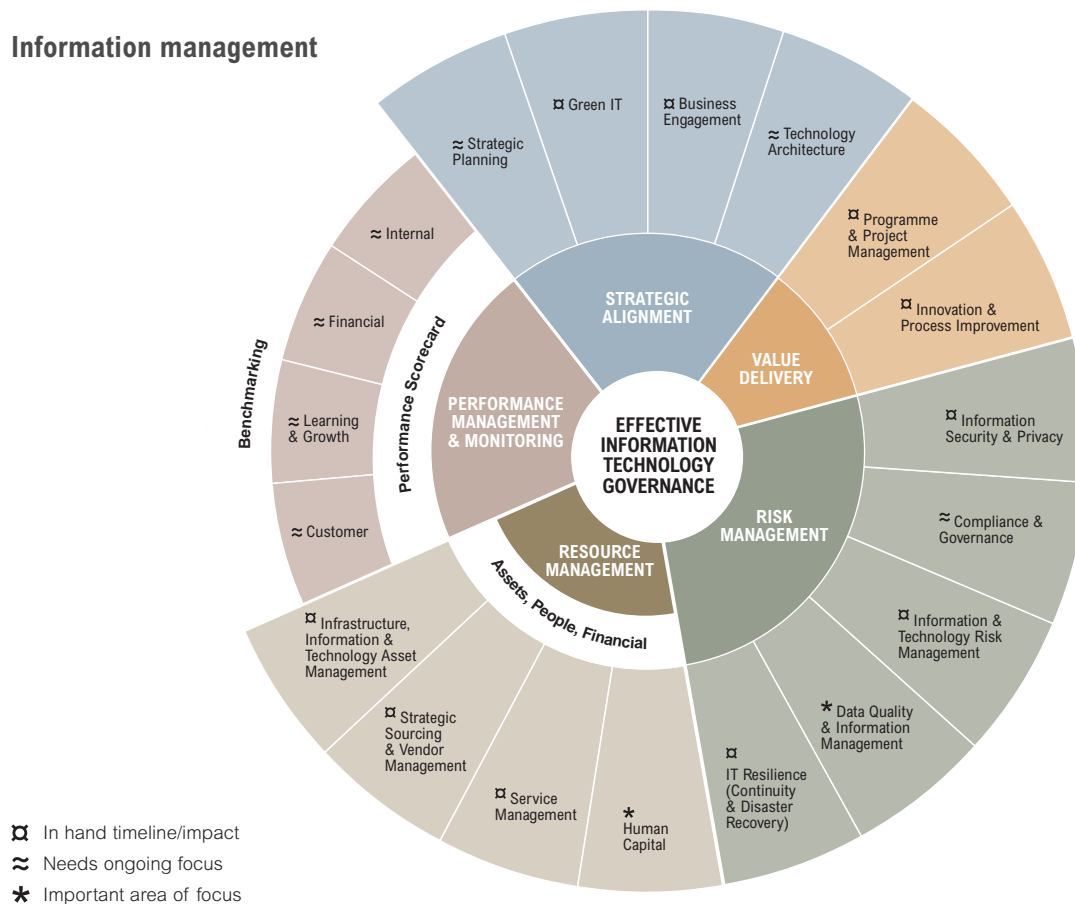 Information management
≈ Strategic
Planning
¤ Green IT
¤ Business
Engagement
≈ Technology
Architecture
¤ Programme
& Project
Management
¤ Innovation &
Process Improvement
¤ Information
Security & Privacy
≈ Compliance &
Governance
¤ Information &
Technology Risk
Management
* Data Quality
& Information
Management
¤
IT Resilience
(Continuity
& Disaster
Recovery)
*
Human
Capital
¤ Service
Management
¤ Strategic
Sourcing
& Vendor
Management
¤ Infrastructure,
Information &
Technology Asset
Management
≈ Customer
≈ Learning
& Growth
≈ Financial
≈ Internal
Benchmarking
Performance Scorecard
STRATEGIC
ALIGNMENT
VALUE
DELIVERY
RISK
MANAGEMENT
RESOURCE
MANAGEMENT
Assets, People, Financial
PERFORMANCE
MANAGEMENT
& MONITORING
EFFECTIVE
INFORMATION
TECHNOLOGY
GOVERNANCE
¤ In hand timeline/impact
≈ Needs ongoing focus
* Important area of focus